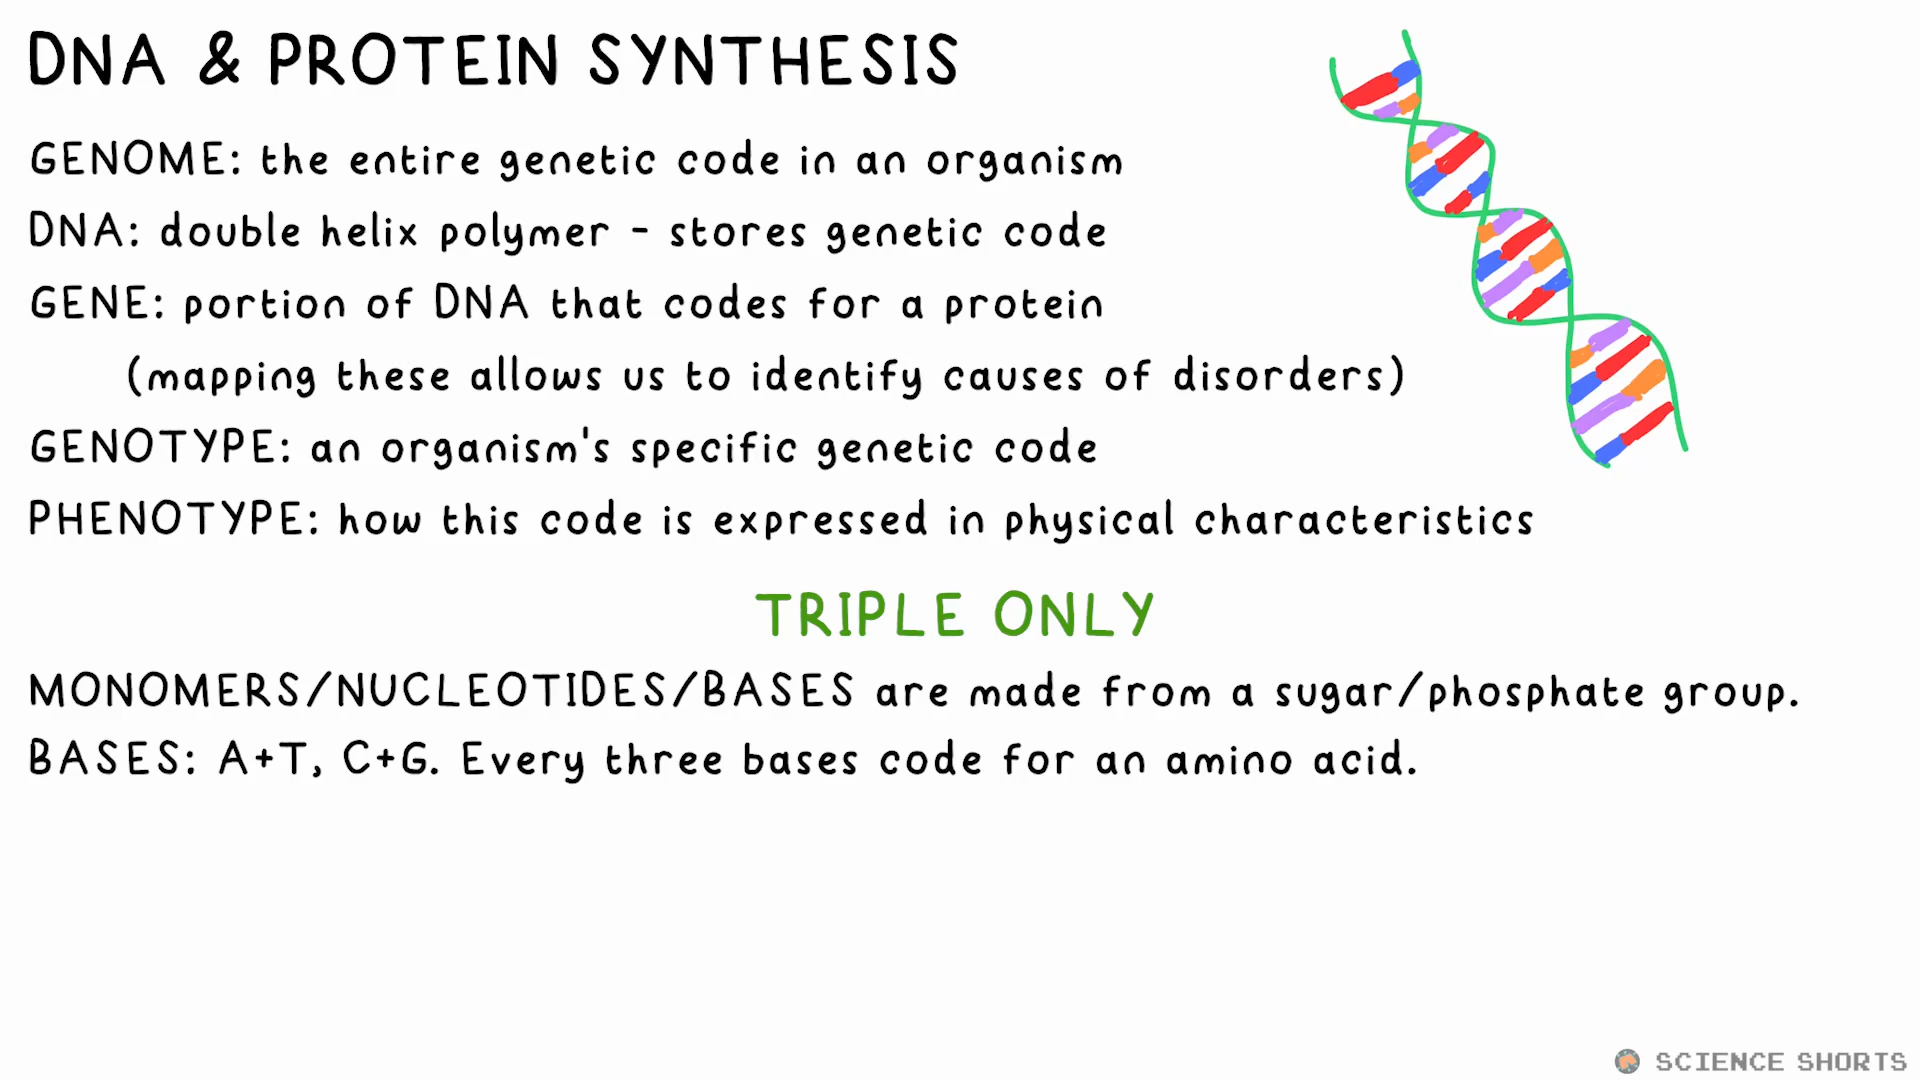 DNA & PROTEIN SYNTHESIS
GENOME: the entire genetic code in an organism
DNA: double helix polymer - stores genetic code
GENE: portion of DNA that codes for a protein
(mapping these allows us to identify causes of disorders)
GENOTYPE: an organism's specific genetic code
PHENOTYPE: how this code is expressed in physical characteristics
TRIPLE ONLY
MONOMERS/NUCLEOTIDES/BASES are made from a sugar/phosphate group.
BASES: A+T, C+G. Every three bases code for an amino acid.
SCIENCE SHORTS